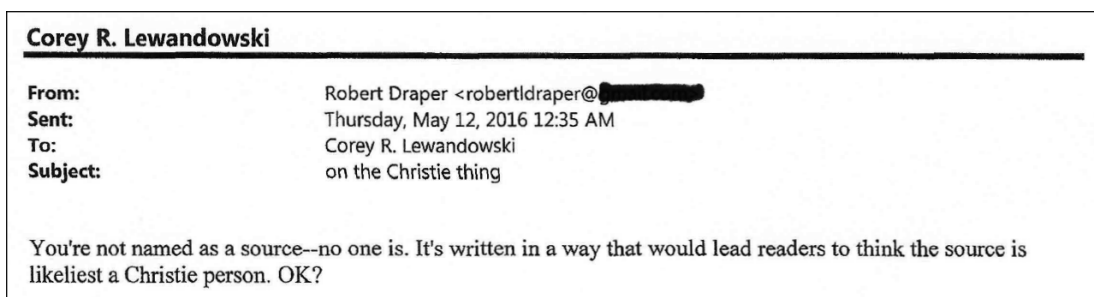 Corey R. Lewandowski
From: Robert Draper <robertldraper@
Sent: Thursday, May 12, 2016 12:35 AM
To: Corey R. Lewandowski
Subject: on the Christie thing
You're not named as a source--no one is. It's written in a way that would lead readers to think the source is
likeliest a Christie person. OK?